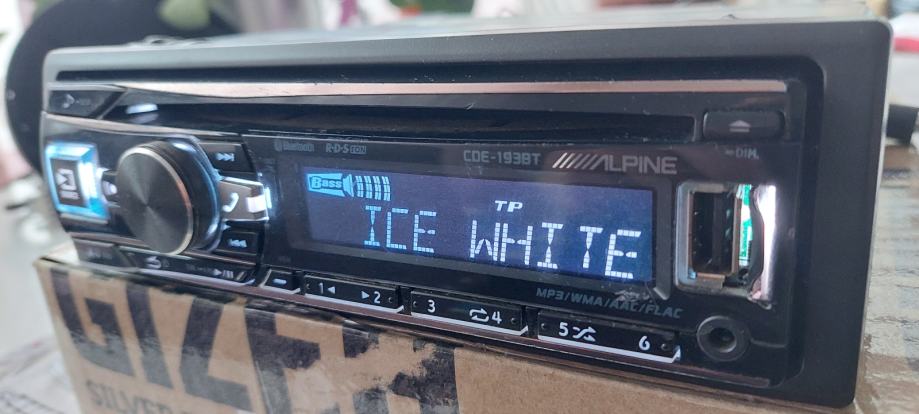 Bluetooth R·D·S EON
CDE-193BT ALPINE
DIM.
Bass
TP
ICE WHITE
MP3/WMA/AAC/FLAC
1 2 3 4 5 6
SILVER